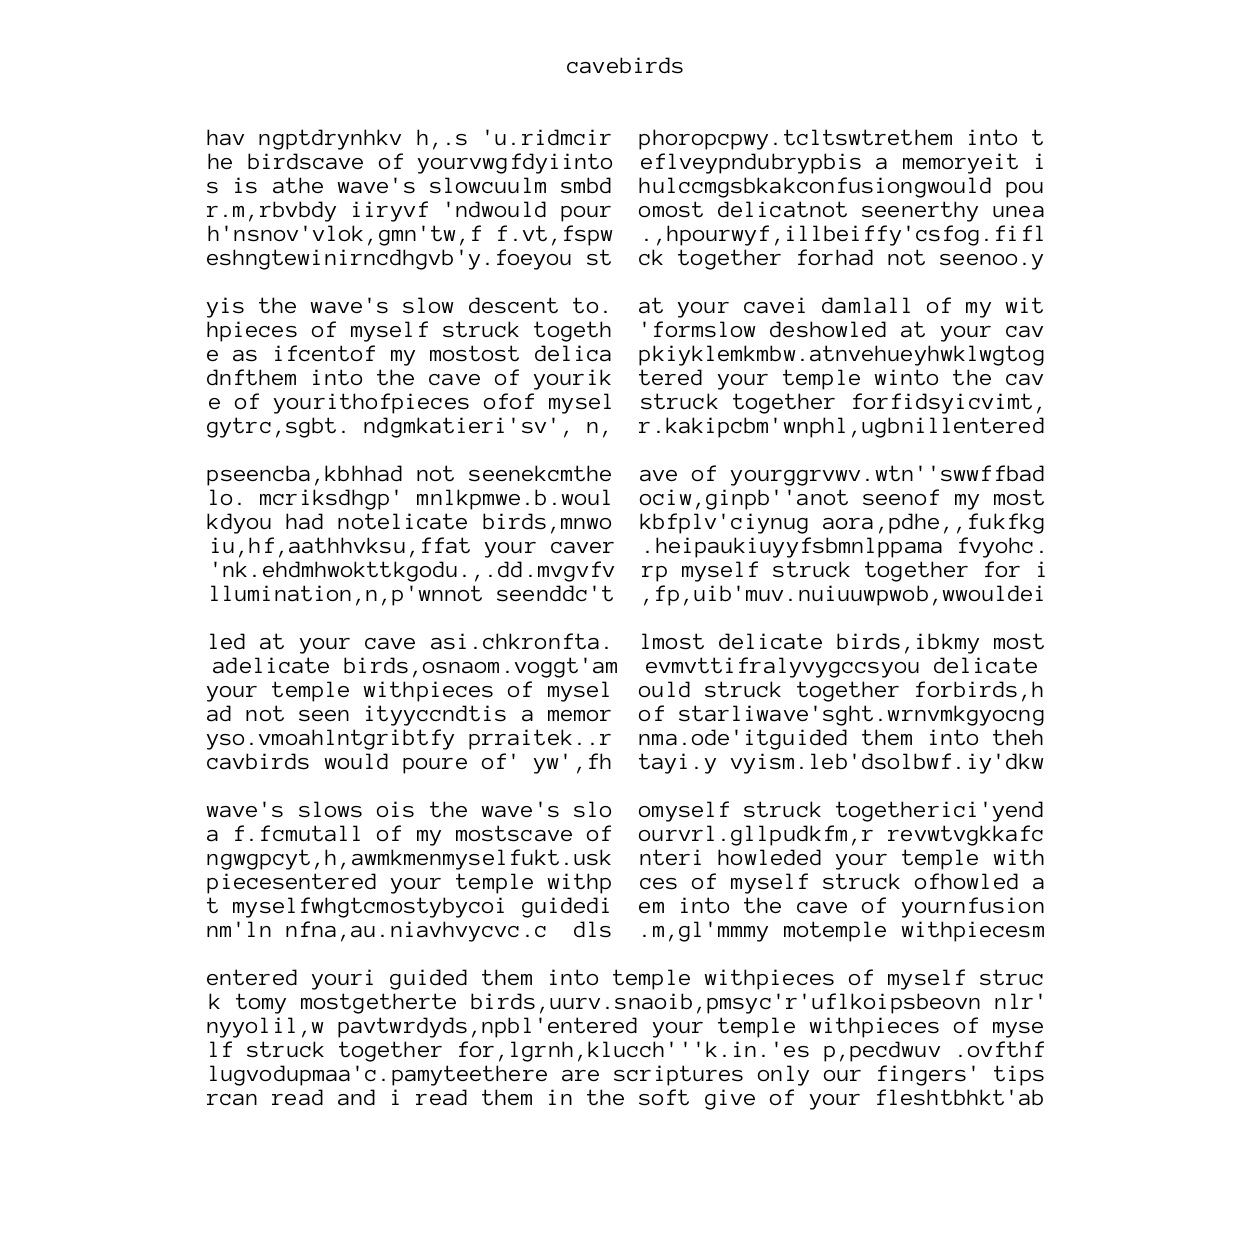 cavebirds
hav ngptdrynhkv h,.s 'u.ridmcir
he birdscave of yourvwgfdyiinto
s is athe wave's slowcuulm smbd
r.m,rbvbdy iiryvf 'ndwould pour
h'nsnov'vlok,gmn'tw,f f.vt,fspw
eshngtewinirncdhgvb'y.foeyou st
phoropcpwy.tcltswtrethem into t
eflveypndubrypbis a memoryeit i
hulccmgsbkakconfusiongwould pou
omost delicatnot seenerthy unea
.,hpourwyf,illbeiffy'csfog.fifl
ck together forhad not seenoo.y
yis the wave's slow descent to.
hpieces of myself struck togeth
e as ifcentof my mostost delica
dnfthem into the cave of yourik
e of yourithofpieces ofof mysel
gytrc,sgbt. ndgmkatieri'sv', n,
at your cavei damlall of my wit
'formslow deshowled at your cav
pkiyklemkmbw.atnvehueyhwklwgtog
tered your temple winto the cav
struck together forfidsyicvimt,
r.kakipcbm'wnphl,ugbnillentered
pseencba,kbhhad not seenekcmthe
lo. mcriksdhgp' mnlkpmwe.b.woul
kdyou had notelicate birds,mnwo
iu,hf,aathhvksu,ffat your caver
'nk.ehdmhwokttkgodu.,.dd.mvgvfv
llumination,n,p'wnnot seenddc't
ave of yourggrvwv.wtn''swwffbad
ociw,ginpb''anot seenof my most
kbfplv'ciynug aora,pdhe,,fukfkg
.heipaukiuyyfsbmnlppama fvyohc.
rp myself struck together for i
,fp,uib'muv.nuiuuwpwob,wwouldei
led at your cave asi.chkronfta.
adelicate birds,osnaom.voggt'am
your temple withpieces of mysel
ad not seen ityyccndtis a memor
yso.vmoahlntgribtfy prraitek..r
cavbirds would poure of' yw',fh
lmost delicate birds,ibkmy most
evmvttifralyvygccsyou delicate
ould struck together forbirds,h
of starliwave'sght.wrnvmkgyocng
nma.ode'itguided them into theh
tayi.y vyism.leb'dsolbwf.iy'dkw
wave's slows ois the wave's slo
a f.fcmutall of my mostscave of
ngwgpcyt,h,awmkmenmyselfukt.usk
piecesentered your temple withp
t myselfwhgtcmostybycoi guidedi
nm'ln nfna,au.niavhvycvc.c  dls
omyself struck togetherici'yend
ourvrl.gllpudkfm,r revwtvgkkafc
nteri howleded your temple with
ces of myself struck ofhowled a
em into the cave of yournfusion
.m,gl'mmmy motemple withpiecesm
entered youri guided them into temple withpieces of myself struc
k tomy mostgetherte birds,uurv.snaoib,pmsyc'r'uflkoipsbeovn nlr'
nyyolil,w pavtwrdyds,npbl'entered your temple withpieces of myse
lf struck together for,lgrnh,klucch'''k.in.'es p,pecdwuv .ovfthf
lugvodupmaa'c.pamyteethere are scriptures only our fingers' tips
rcan read and i read them in the soft give of your fleshtbhkt'ab